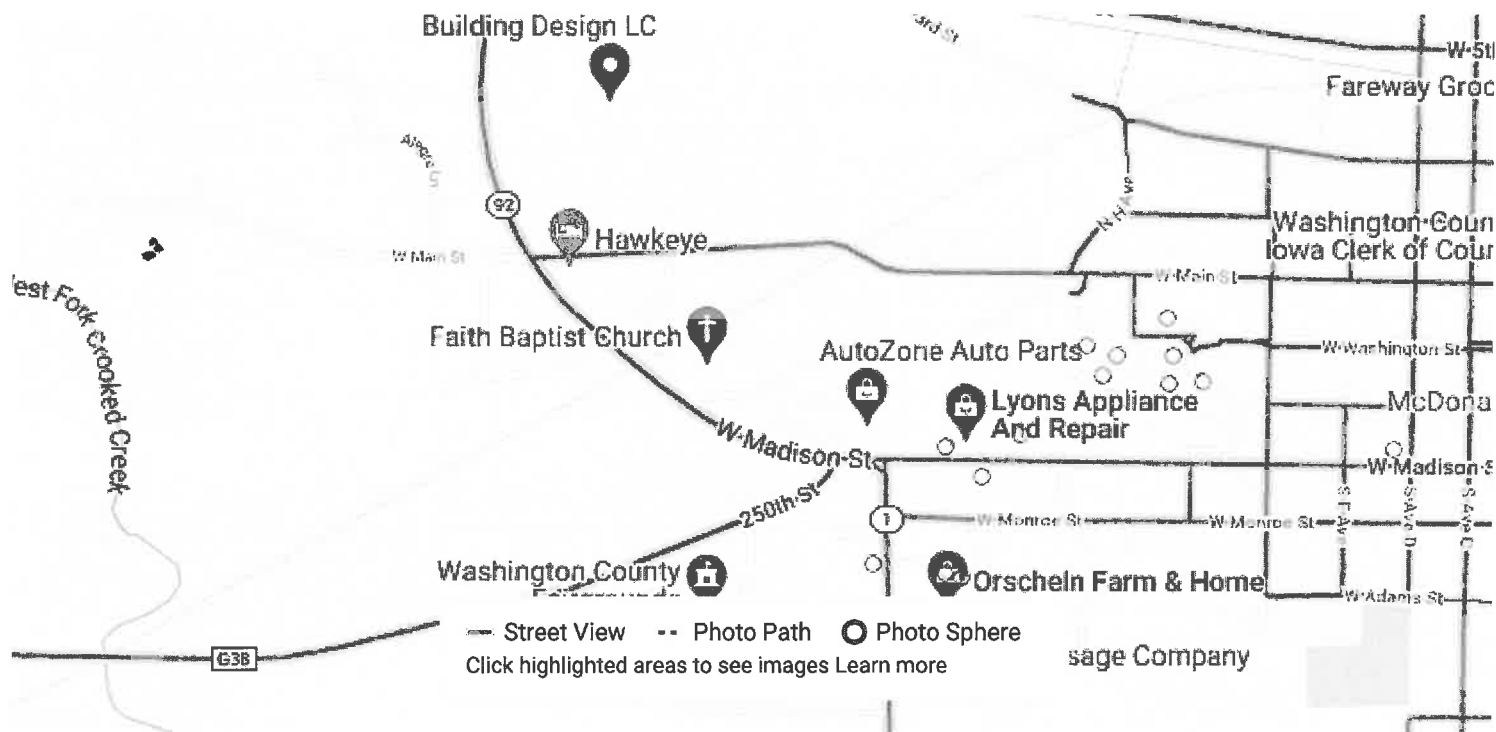 Building Design LC
W 5t
Fareway Groc
92
N H Ave
Hawkeye
W Main St
W Main St
Washington Coun
Iowa Clerk of Cour
Faith Baptist Church
AutoZone Auto Parts
W Washington St
Lyons Appliance
And Repair
McDona
W Madison St
W Madison S
250th St
est Fork Crooked Creek
1
W Monroe St
W Monroe St
S E Ave
S Ave D
S Ave C
Washington County
Fairgrounds
Orscheln Farm & Home
W Adams St
Street View
Photo Path
Photo Sphere
Click highlighted areas to see images Learn more
G38
sage Company